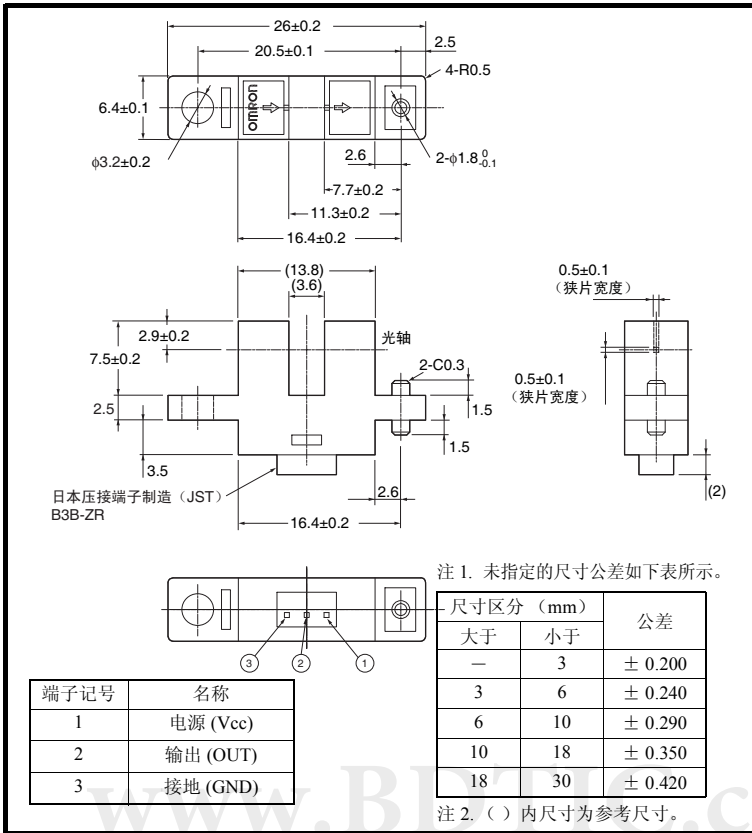 26±0.2
20.5±0.1
2.5
4-R0.5
6.4±0.1
OMRON
φ3.2±0.2
2.6
2-φ1.8 0 -0.1
7.7±0.2
11.3±0.2
16.4±0.2
(13.8)
(3.6)
0.5±0.1
（狭片宽度）
2.9±0.2
光轴
7.5±0.2
2-C0.3
0.5±0.1
（狭片宽度）
2.5
1.5
1.5
3.5
(2)
日本压接端子制造（JST）
B3B-ZR
2.6
16.4±0.2
注 1. 未指定的尺寸公差如下表所示。
尺寸区分 （mm） 公差
大于 小于
— 3 ± 0.200
3 6 ± 0.240
6 10 ± 0.290
10 18 ± 0.350
18 30 ± 0.420
注 2.（ ）内尺寸为参考尺寸。
3 2 1
端子记号 名称
1 电源 (Vcc)
2 输出 (OUT)
3 接地 (GND)
www.BDTIC.c